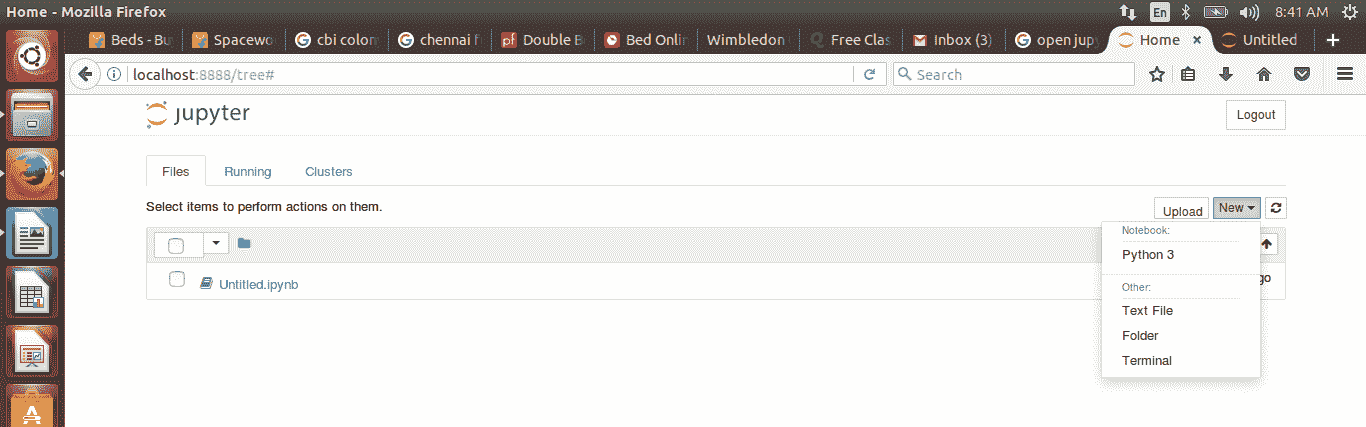 Home - Mozilla Firefox
En
8:41 AM
Beds - Bu
Spacewoo
cbi colon
chennai f
Double B
Bed Onlin
Wimbledon
Free Clas
Inbox (3)
open jupy
Home
Untitled
localhost:8888/tree#
Search
jupyter
Logout
Files
Running
Clusters
Select items to perform actions on them.
Upload
New
Notebook:
Python 3
Untitled.ipynb
go
Other:
Text File
Folder
Terminal